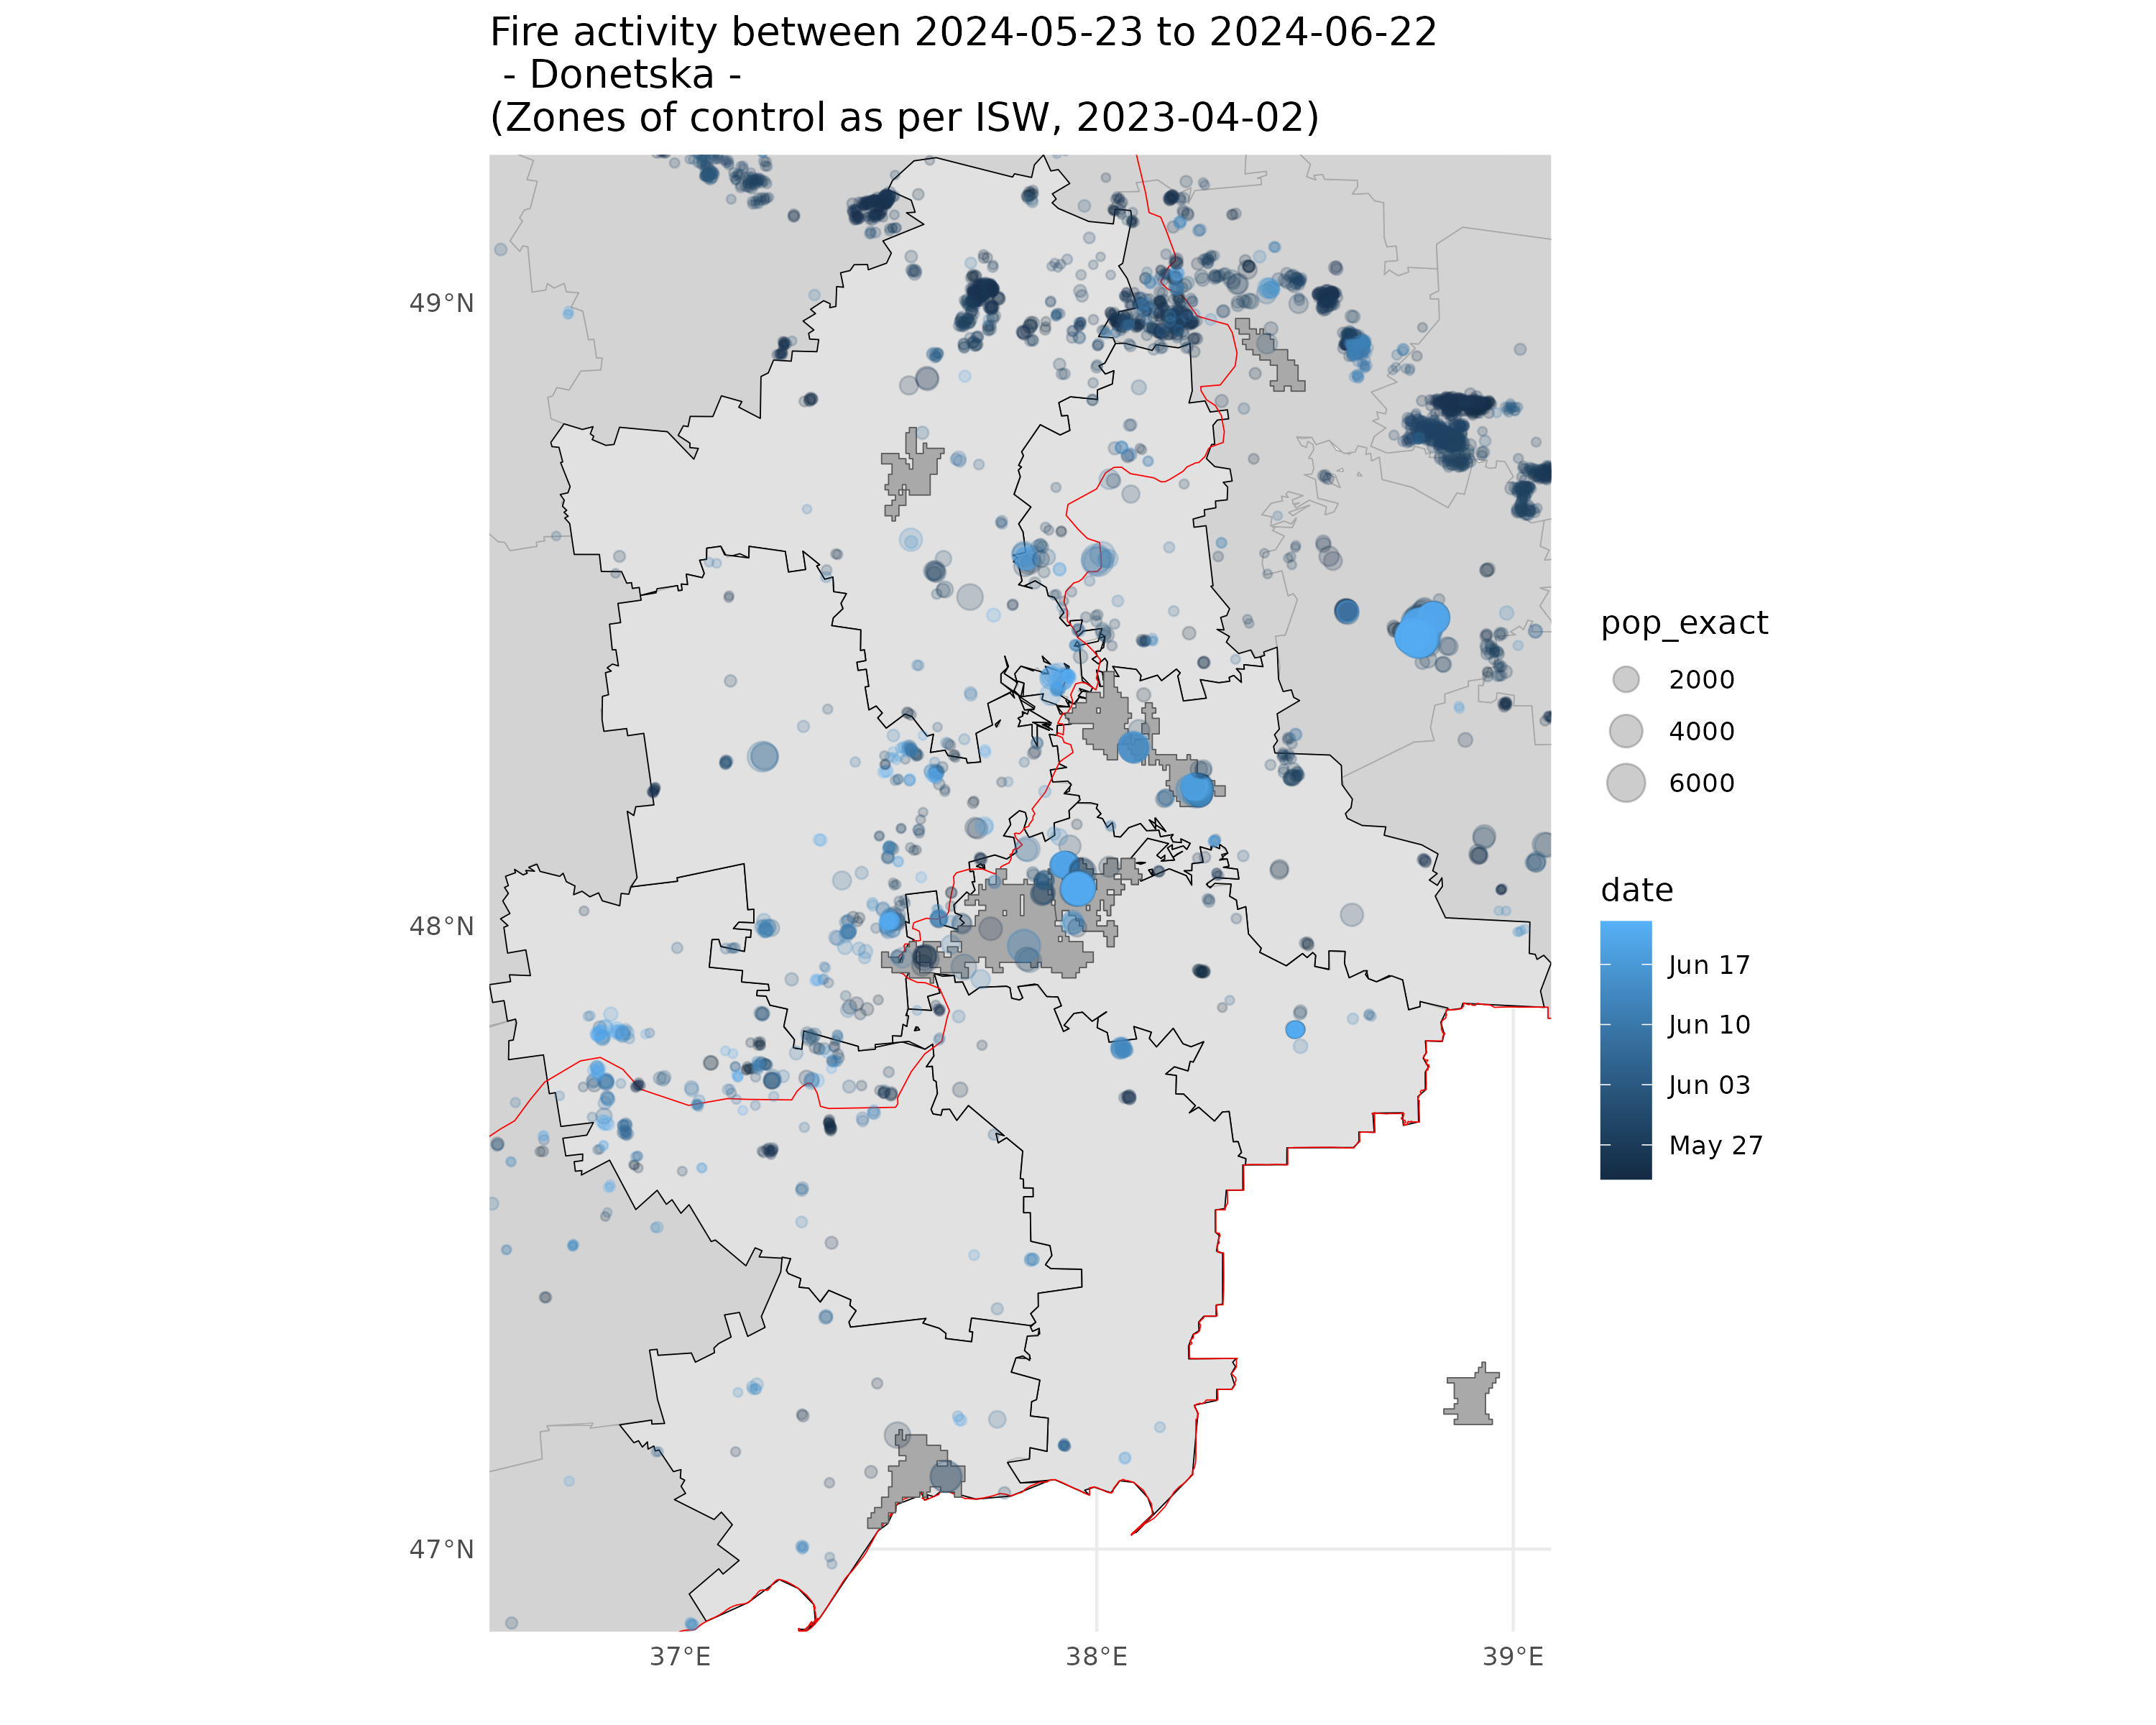 Fire activity between 2024-05-23 to 2024-06-22
- Donetska -
(Zones of control as per ISW, 2023-04-02)
49°N
48°N
47°N
37°E
38°E
39°E
pop_exact
2000
4000
6000
date
Jun 17
Jun 10
Jun 03
May 27